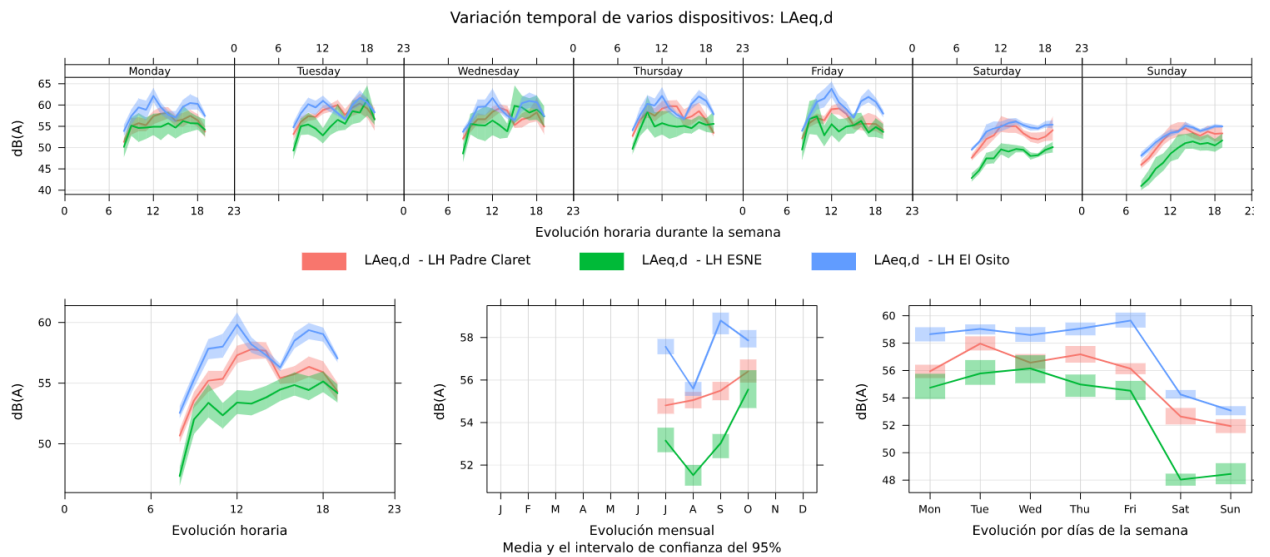 Variación temporal de varios dispositivos: LAeq,d
0 6 12 18 23 0 6 12 18 23 0 6 12 18 23
Monday Tuesday Wednesday Thursday Friday Saturday Sunday
65
60
55
50
45
40
dB(A)
0 6 12 18 23 0 6 12 18 23 0 6 12 18 23 0 6 12 18 23
Evolución horaria durante la semana
LAeq,d - LH Padre Claret LAeq,d - LH ESNE LAeq,d - LH El Osito
60
55
50
dB(A)
0 6 12 18 23
Evolución horaria
58
56
54
52
dB(A)
J F M A M J J A S O N D
Evolución mensual
Media y el intervalo de confianza del 95%
60
58
56
54
52
50
48
dB(A)
Mon Tue Wed Thu Fri Sat Sun
Evolución por días de la semana